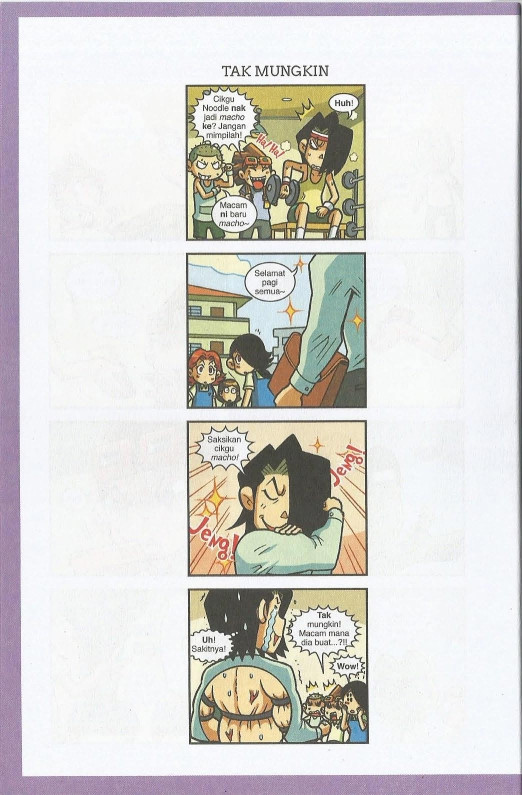 TAK MUNGKIN
Cikgu
Noodle nak
jadi macho
ke? Jangan
mimpilah!
Huh!
Ha! Ha!
Macam
ni baru
macho~
Selamat
pagi
semua~
Saksikan
cikgu
macho!
Jeng!
Jeng!
Uh!
Sakitnya!
Tak
mungkin!
Macam mana
dia buat...?!!
Wow!